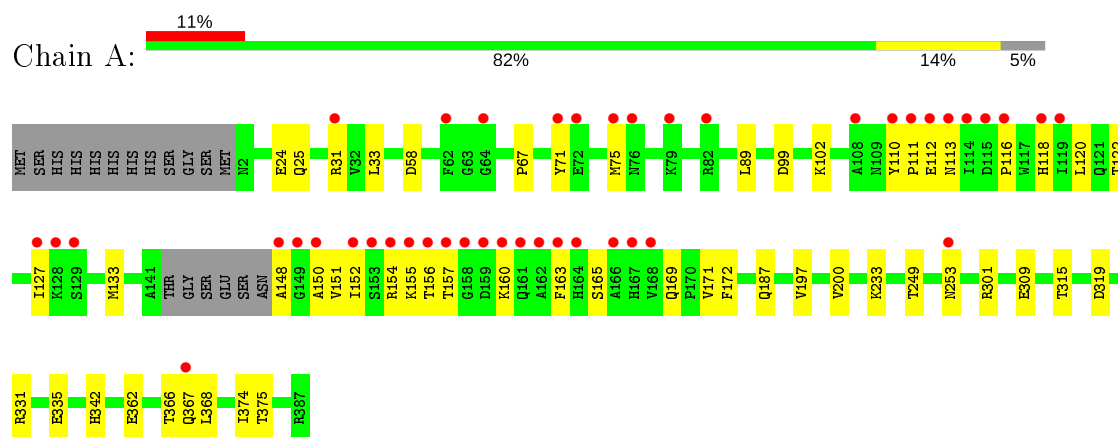 11%
Chain A:
82% 14% 5%
MET SER HIS HIS HIS HIS HIS HIS SER GLY SER MET N2 E24 Q25 R31 V32 L33 D58 F62 G63 G64 P67 Y71 E72 M75 N76 K79 R82 L89 D99 K102 A108 N109 Y110 P111 E112 N113 I114 D115 P116 W117 H118 I119 L120 Q121 T122
I127 K128 S129 M133 A141 THR GLY SER GLU SER ASN A148 G149 A150 V151 I152 S153 R154 K155 T156 T157 G158 D159 K160 Q161 A162 F163 H164 S165 A166 H167 V168 Q169 P170 V171 F172 Q187 V197 V200 K233 T249 N253 R301 E309 T315 D319
R331 E335 H342 E362 T366 Q367 L368 I374 T375 R387